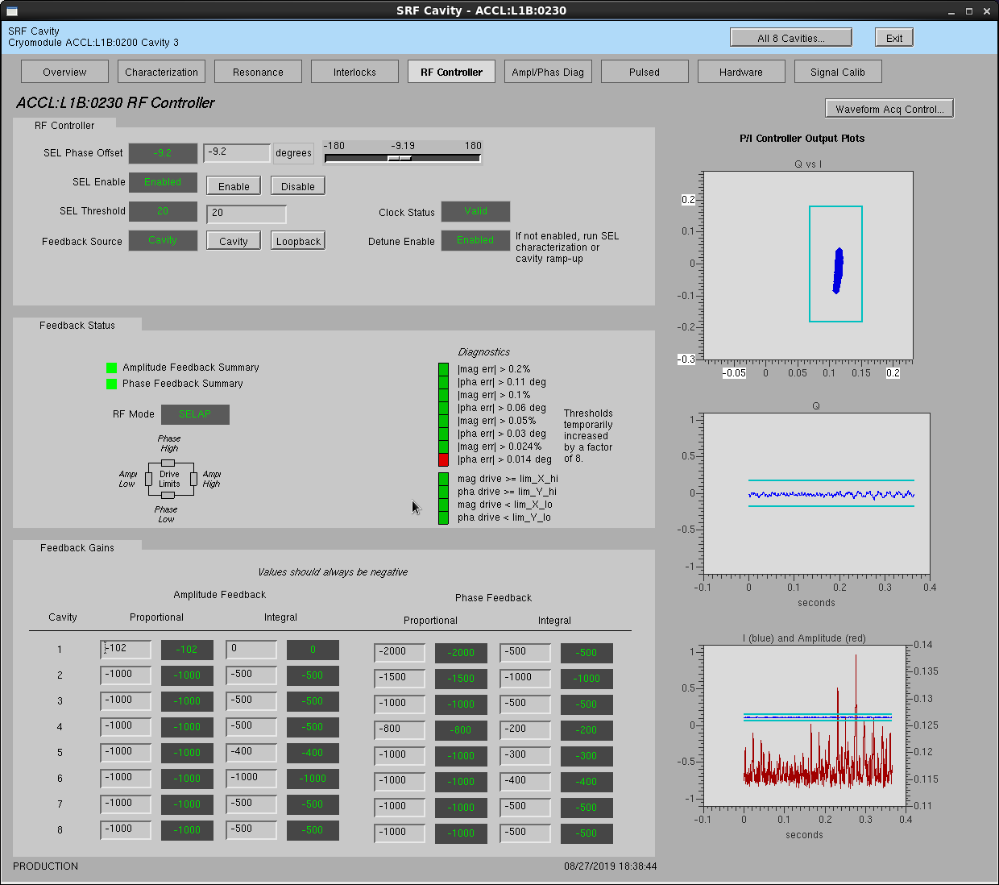 SRF Cavity - ACCL:L1B:0230
SRF Cavity
Cryomodule ACCL:L1B:0200 Cavity 3
All 8 Cavities...
Exit
Overview
Characterization
Resonance
Interlocks
RF Controller
Ampl/Phas Diag
Pulsed
Hardware
Signal Calib
ACCL:L1B:0230 RF Controller
Waveform Acq Control...
RF Controller
SEL Phase Offset -9.2 -9.2 degrees -180 -9.19 180
SEL Enable Enabled Enable Disable
SEL Threshold 20 20 Clock Status Valid
Feedback Source Cavity Cavity Loopback Detune Enable Enabled
If not enabled, run SEL
characterization or
cavity ramp-up
Feedback Status
Amplitude Feedback Summary
Phase Feedback Summary
RF Mode SELAP
Phase
High
Ampl
Low
Drive
Limits
Ampl
High
Phase
Low
Diagnostics
|mag err| > 0.2%
|pha err| > 0.11 deg
|mag err| > 0.1%
|pha err| > 0.06 deg
|mag err| > 0.05%
|pha err| > 0.03 deg
|mag err| > 0.024%
|pha err| > 0.014 deg
Thresholds
temporarily
increased
by a factor
of 8.
mag drive >= lim_X_hi
pha drive >= lim_Y_hi
mag drive < lim_X_lo
pha drive < lim_Y_lo
Feedback Gains
Values should always be negative
Amplitude Feedback Phase Feedback
Cavity Proportional Integral Proportional Integral
1 -102 -102 0 0 -2000 -2000 -500 -500
2 -1000 -1000 -500 -500 -1500 -1500 -1000 -1000
3 -1000 -1000 -500 -500 -1000 -1000 -500 -500
4 -1000 -1000 -500 -500 -800 -800 -200 -200
5 -1000 -1000 -400 -400 -1000 -1000 -300 -300
6 -1000 -1000 -1000 -1000 -1000 -1000 -400 -400
7 -1000 -1000 -500 -500 -1000 -1000 -500 -500
8 -1000 -1000 -500 -500 -1000 -1000 -500 -500
PRODUCTION 08/27/2019 18:38:44
P/I Controller Output Plots
Q vs I
0.2
0.1
0
-0.1
-0.2
-0.3
-0.05 0 0.05 0.1 0.15 0.2
Q
1
0.5
0
-0.5
-1
-0.1 0 0.1 0.2 0.3 0.4
seconds
I (blue) and Amplitude (red)
1
0.5
0
-0.5
-1
0.14
0.135
0.13
0.125
0.12
0.115
0.11
-0.1 0 0.1 0.2 0.3 0.4
seconds